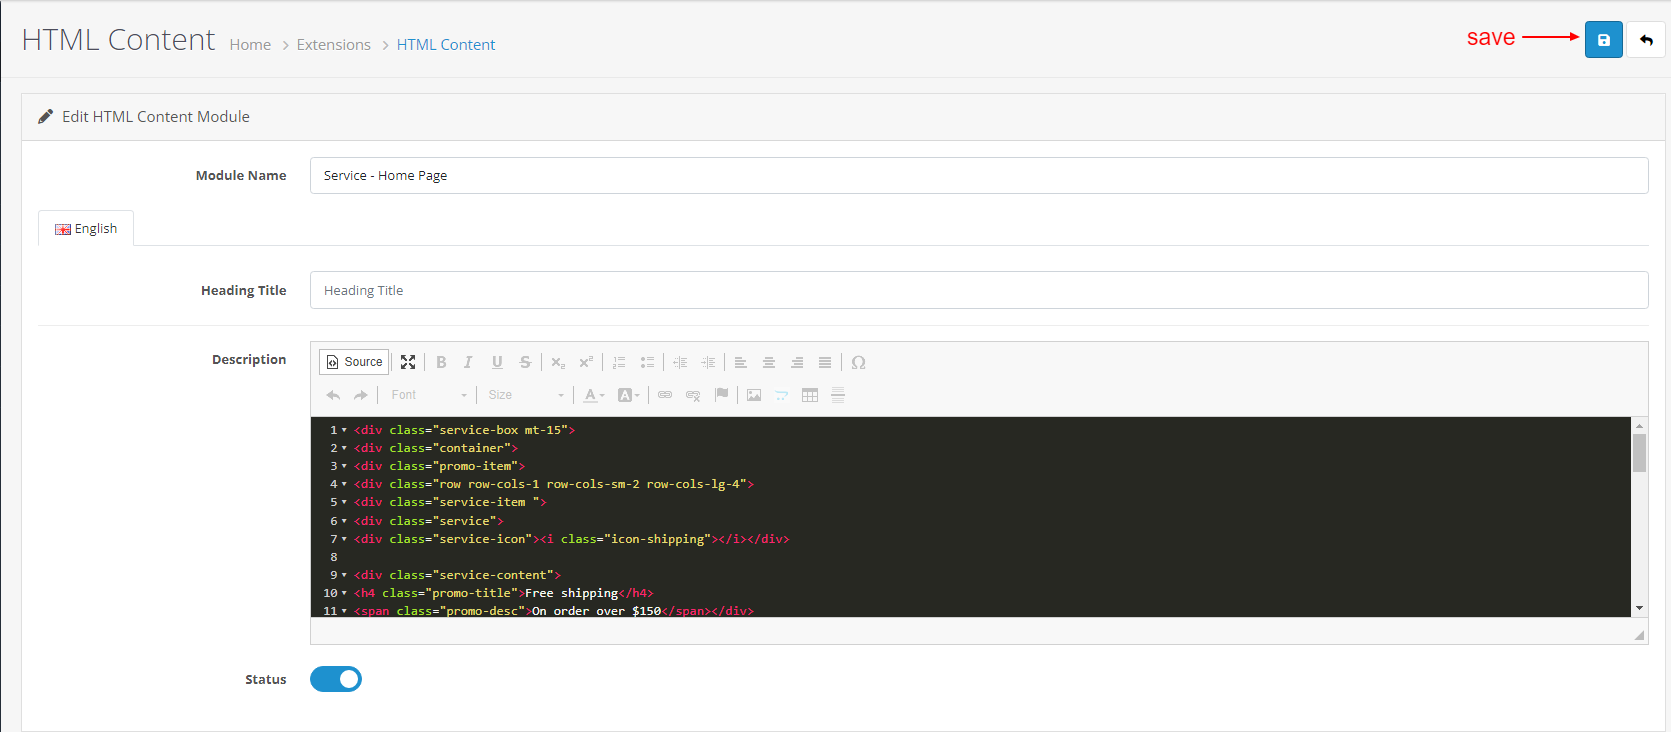 HTML Content Home > Extensions > HTML Content
save
Edit HTML Content Module
Module Name
Service - Home Page
English
Heading Title
Heading Title
Description
Source B I U S x₂ x² Ω
Font Size A A
1 <div class="service-box mt-15">
2 <div class="container">
3 <div class="promo-item">
4 <div class="row row-cols-1 row-cols-sm-2 row-cols-lg-4">
5 <div class="service-item ">
6 <div class="service">
7 <div class="service-icon"><i class="icon-shipping"></i></div>
8
9 <div class="service-content">
10 <h4 class="promo-title">Free shipping</h4>
11 <span class="promo-desc">On order over $150</span></div>
Status